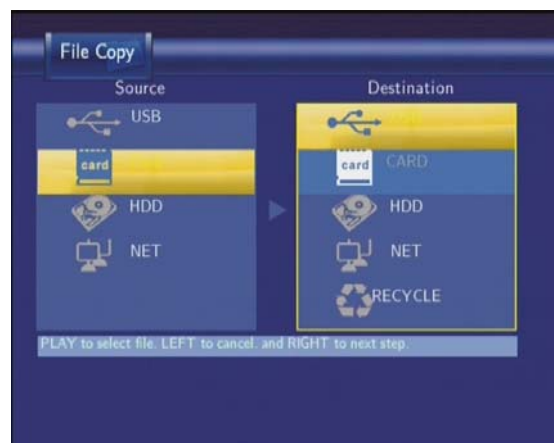 File Copy
Source
Destination
USB
card
HDD
NET
card CARD
HDD
NET
RECYCLE
PLAY to select file. LEFT to cancel. and RIGHT to next step.